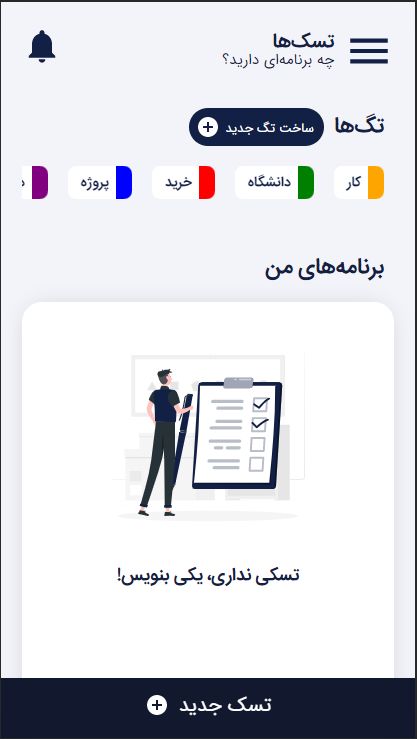 تسک‌ها
چه برنامه‌ای دارید؟
تگ‌ها
ساخت تگ جدید
کار
دانشگاه
خرید
پروژه
برنامه‌های من
تسکی نداری، یکی بنویس!
تسک جدید